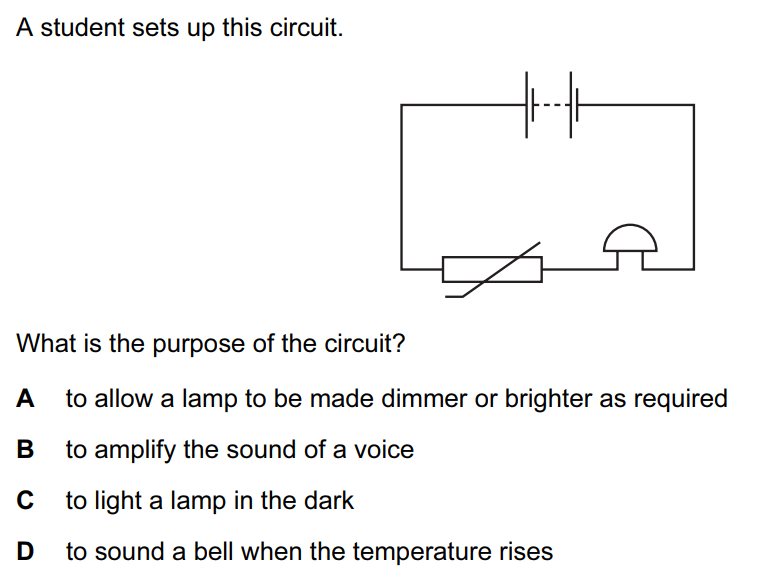 A student sets up this circuit.
What is the purpose of the circuit?
A to allow a lamp to be made dimmer or brighter as required
B to amplify the sound of a voice
C to light a lamp in the dark
D to sound a bell when the temperature rises